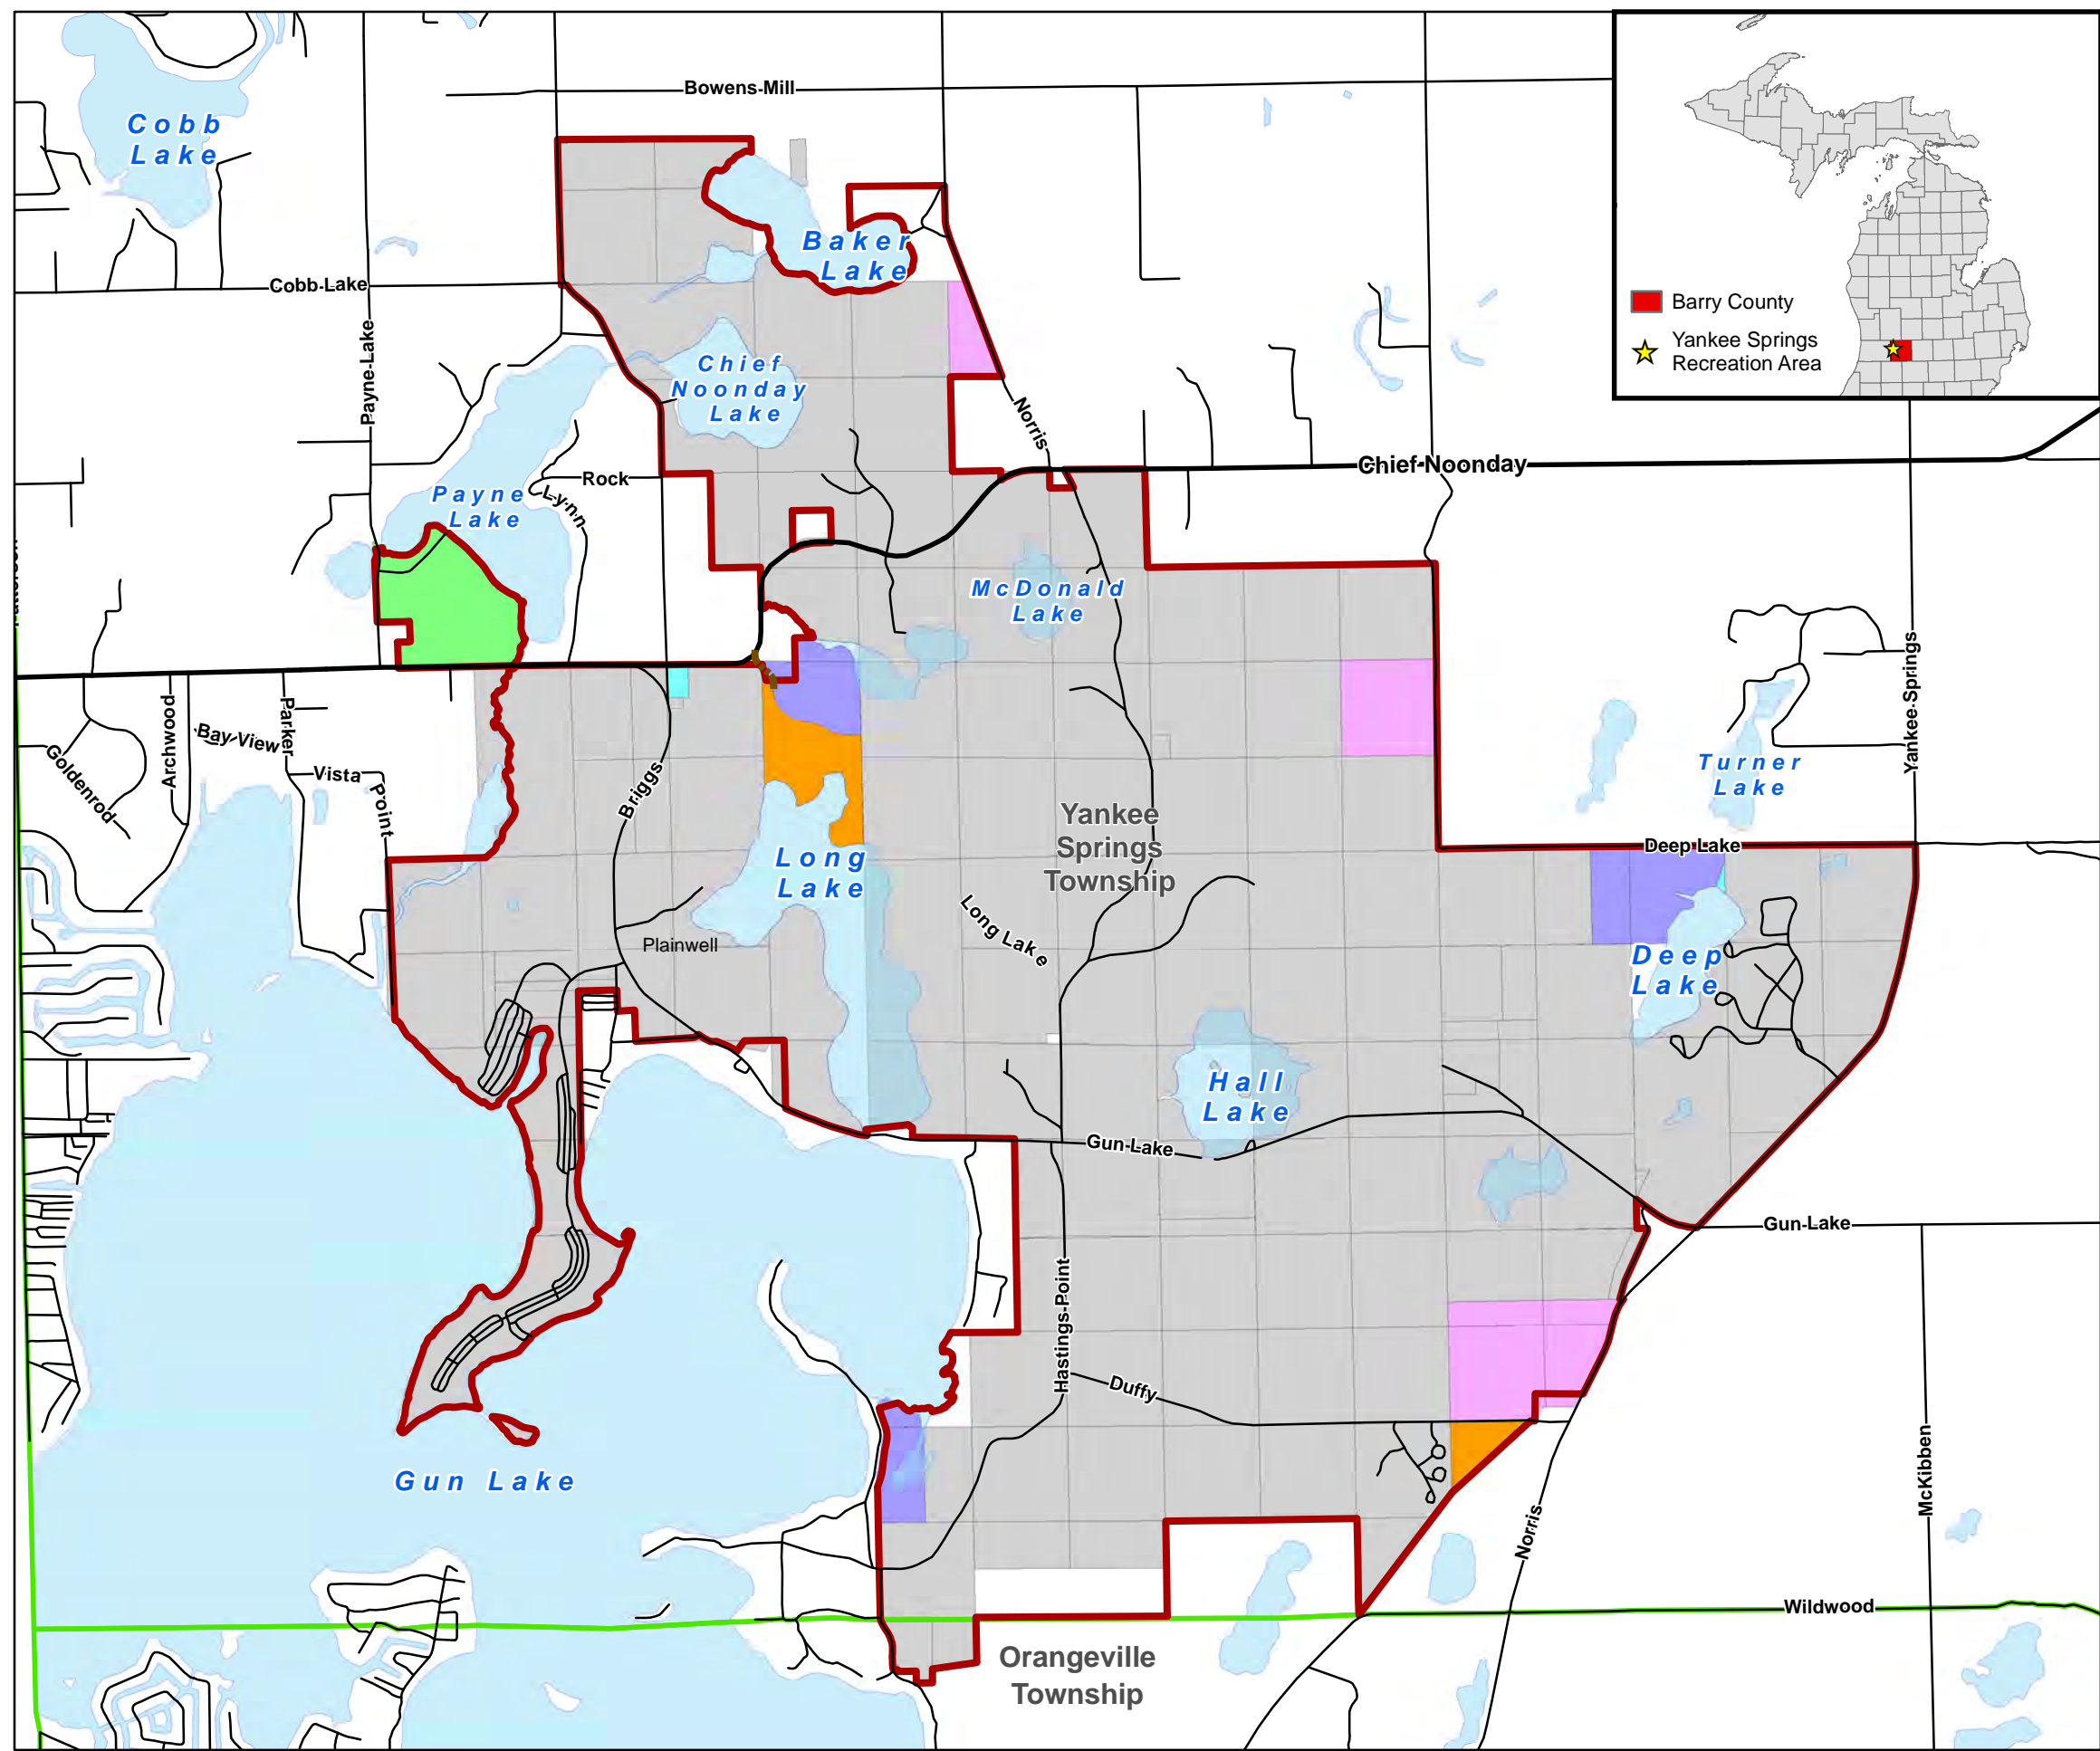 Bowens-Mill
Cobb
Lake
Baker
Lake
Cobb-Lake
Barry County
Yankee Springs
Recreation Area
Payne-Lake
Chief
Noonday
Lake
Norris
Chief-Noonday
Rock
Lynn
Payne
Lake
McDonald
Lake
Yankee-Springs
Parker
Archwood
Bay-View
Goldenrod
Vista
Point
Briggs
Turner
Lake
Yankee
Springs
Township
Deep Lake
Long
Lake
Long Lake
Plainwell
Deep
Lake
Hall
Lake
Gun-Lake
Gun-Lake
Hastings-Point
Duffy
Gun Lake
McKibben
Norris
Wildwood
Orangeville
Township